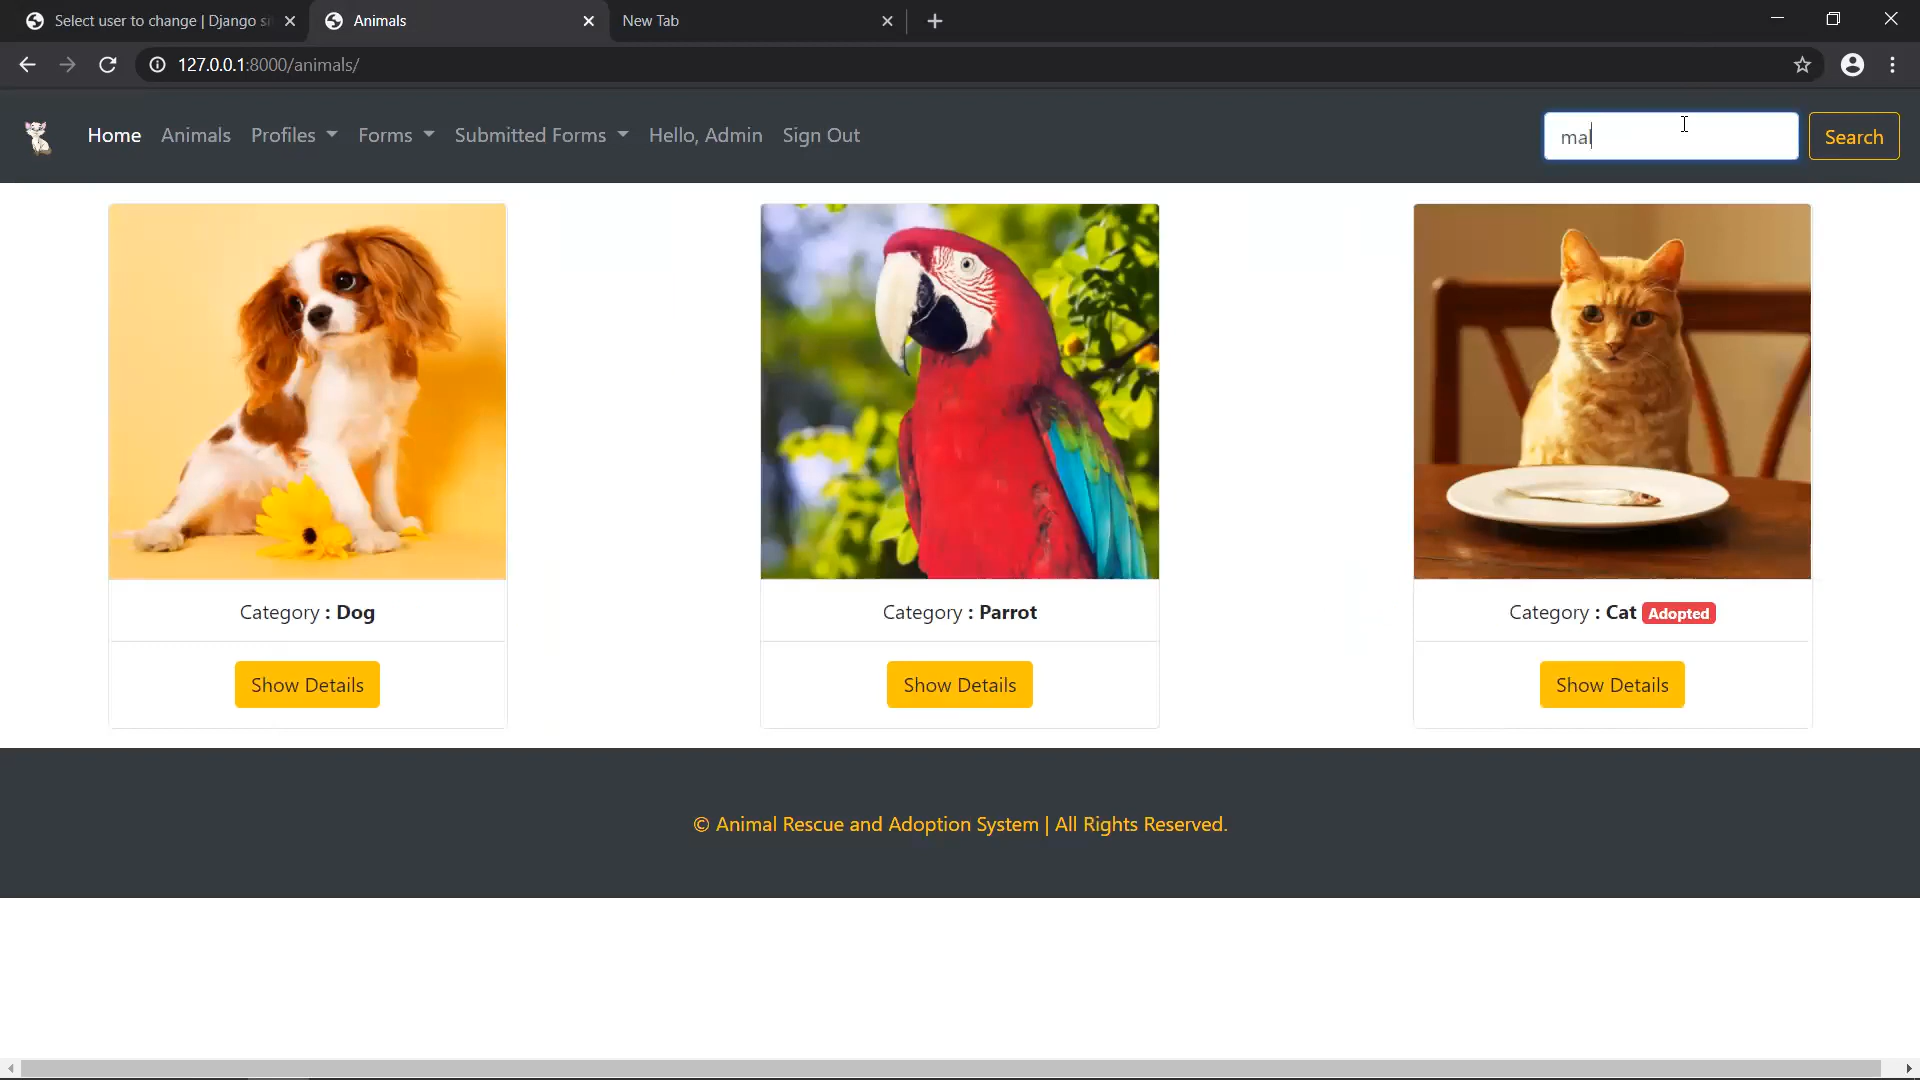 Select user to change | Django si
Animals
New Tab
127.0.0.1:8000/animals/
Home Animals Profiles Forms Submitted Forms Hello, Admin Sign Out mal Search
Category : Dog
Category : Parrot
Category : Cat Adopted
Show Details
Show Details
Show Details
© Animal Rescue and Adoption System | All Rights Reserved.